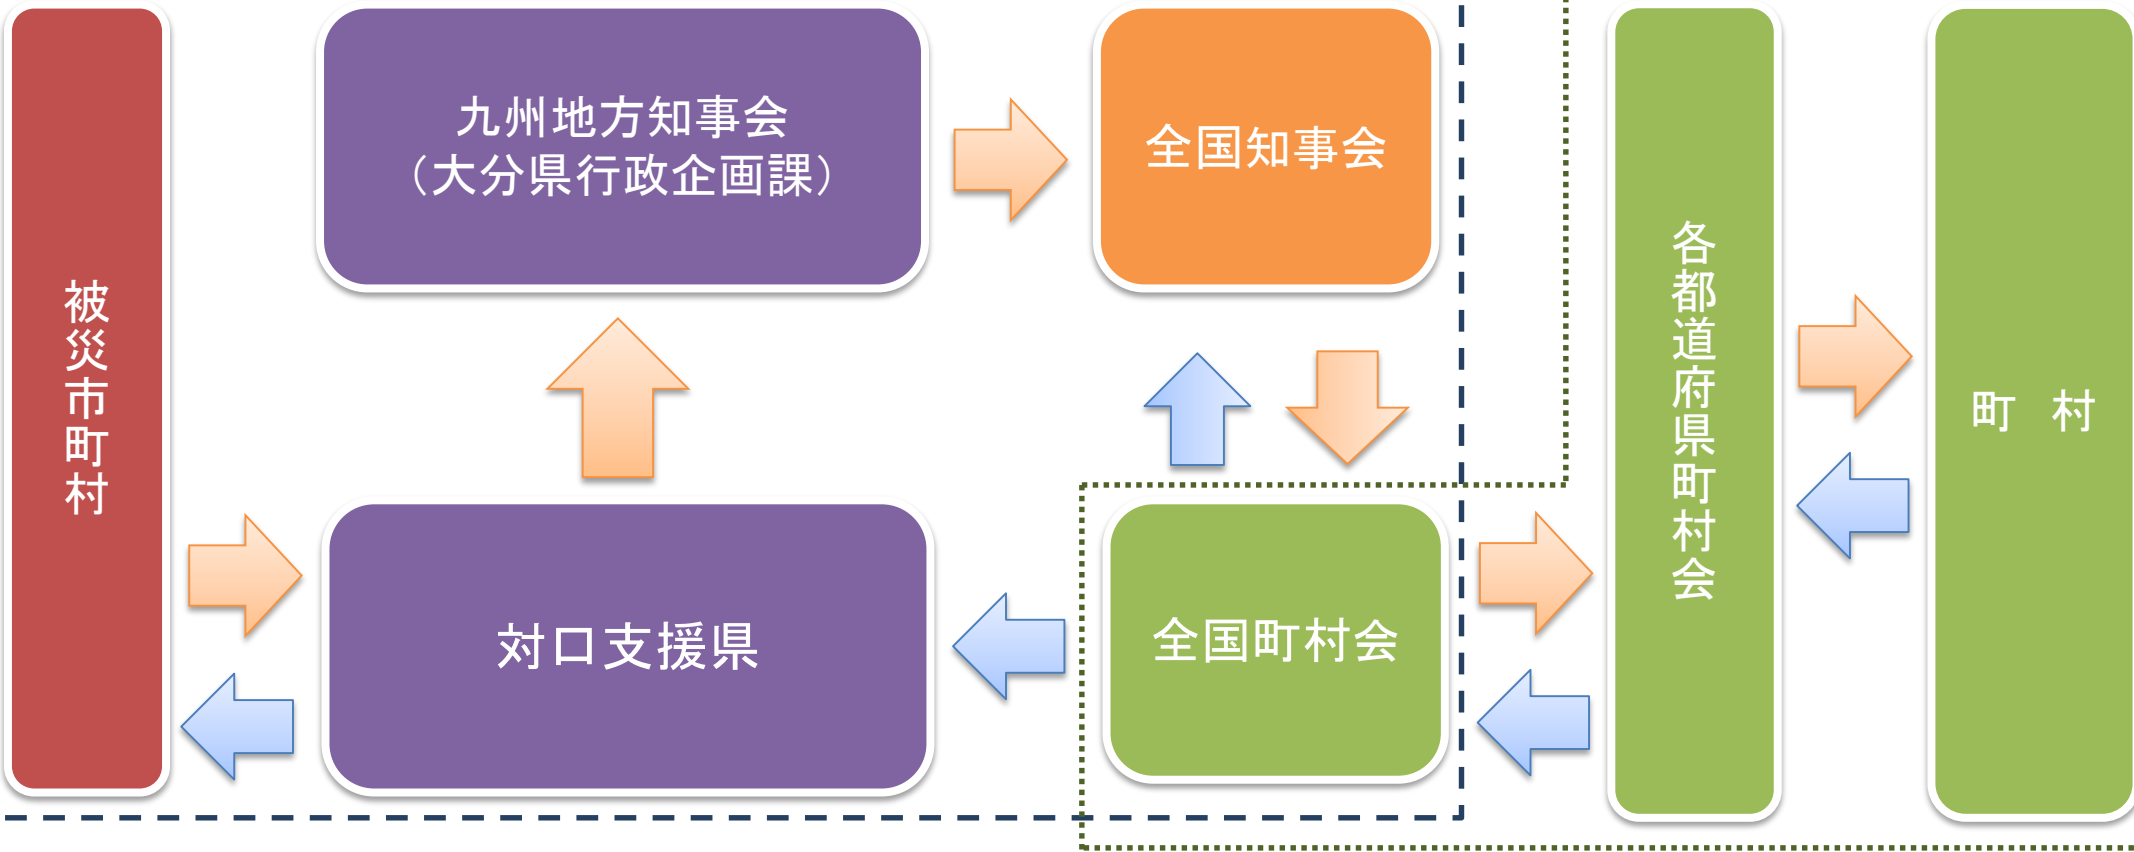 被災市町村
九州地方知事会
（大分県行政企画課）
全国知事会
対口支援県
全国町村会
各都道府県町村会
町　村